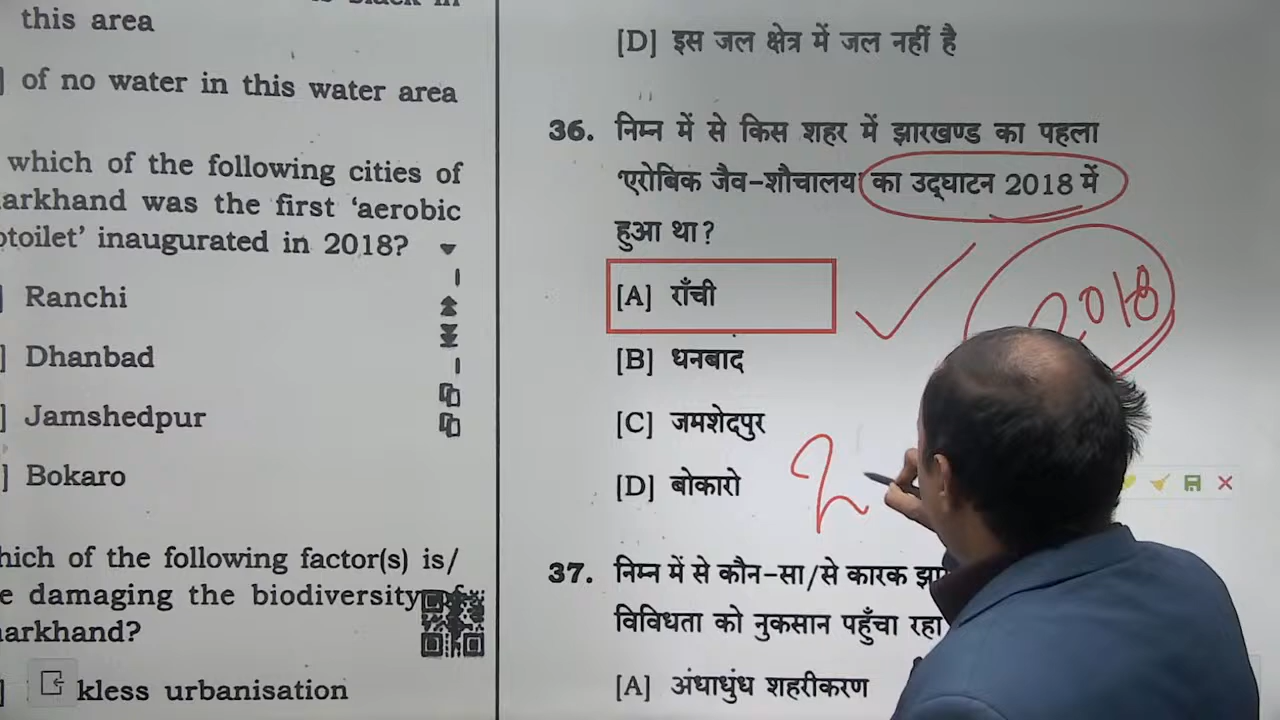 this area
of no water in this water area
which of the following cities of
arkhand was the first 'aerobic
otoilet' inaugurated in 2018?
Ranchi
Dhanbad
Jamshedpur
Bokaro
hich of the following factor(s) is/
e damaging the biodiversity of
arkhand?
kless urbanisation
[D] इस जल क्षेत्र में जल नहीं है
36. निम्न में से किस शहर में झारखण्ड का पहला
'एरोबिक जैव-शौचालय' का उद्घाटन 2018 में
हुआ था?
[A] राँची
2018
[B] धनबाद
[C] जमशेदपुर
[D] बोकारो
37. निम्न में से कौन-सा/से कारक
विविधता को नुकसान पहुँचा रहा
[A] अंधाधुंध शहरीकरण